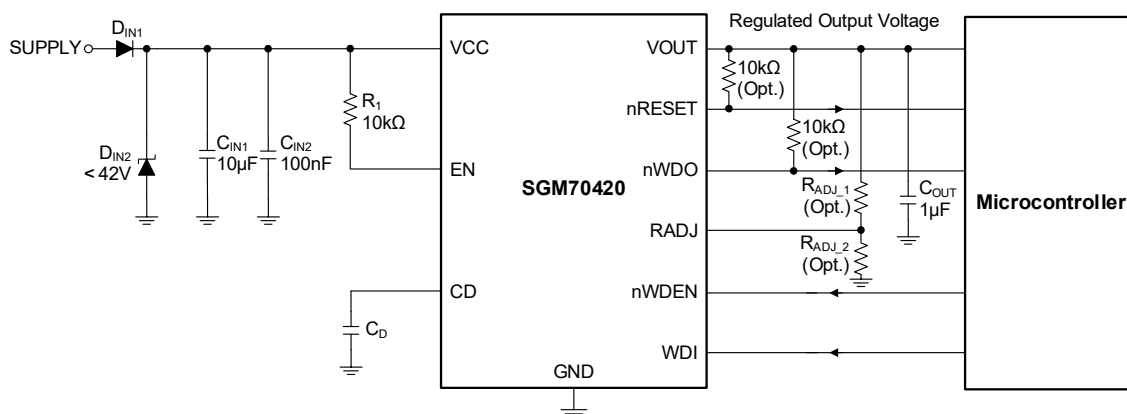 Regulated Output Voltage
SUPPLY
DIN1
VCC
VOUT
10kΩ
(Opt.)
R1
10kΩ
nRESET
DIN2
< 42V
CIN1
10µF
CIN2
100nF
EN
10kΩ
(Opt.)
SGM70420
nWDO
RADJ_1
(Opt.)
COUT
1µF
Microcontroller
RADJ
RADJ_2
(Opt.)
CD
nWDEN
CD
WDI
GND